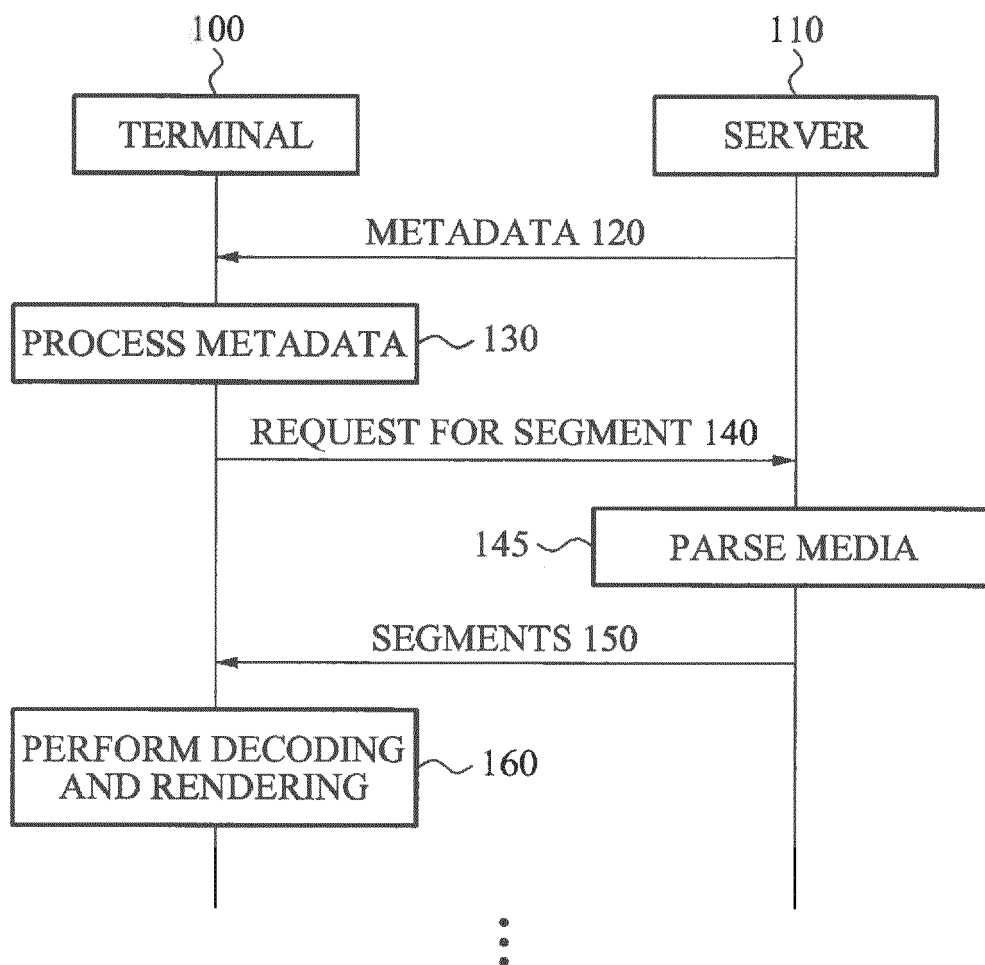 100
110
TERMINAL
SERVER
METADATA 120
PROCESS METADATA
130
REQUEST FOR SEGMENT 140
145
PARSE MEDIA
SEGMENTS 150
PERFORM DECODING
AND RENDERING
160